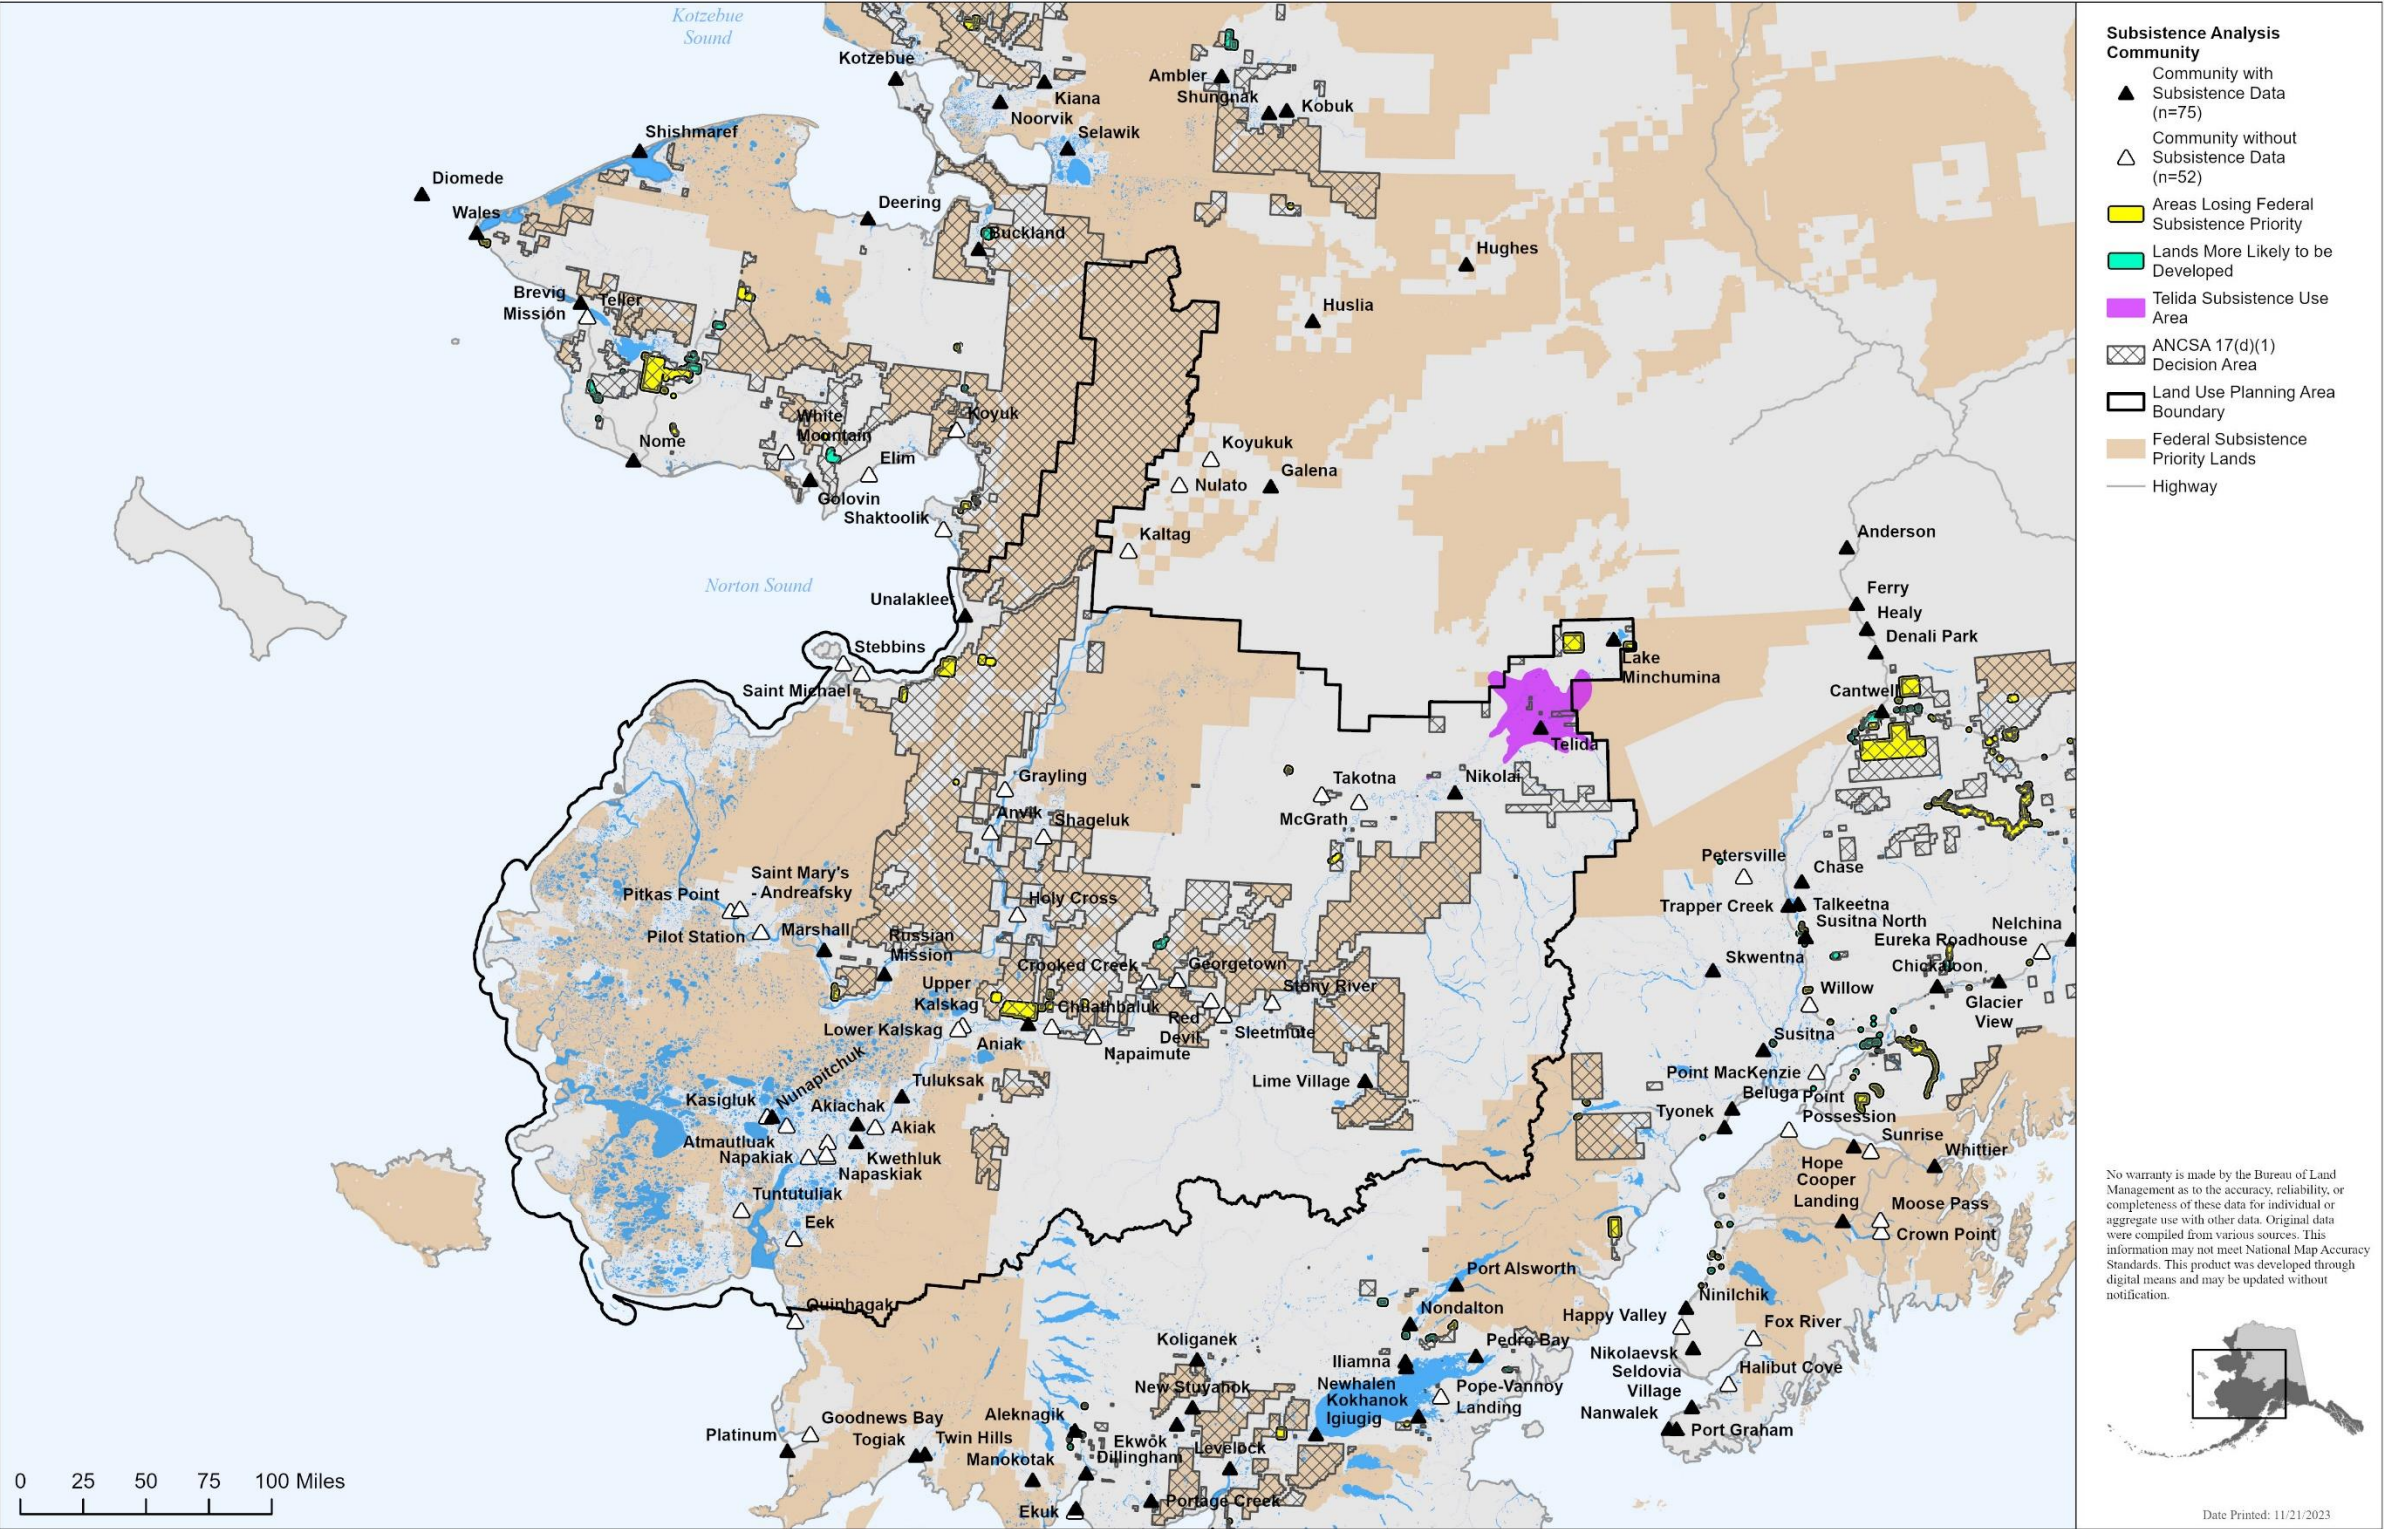 Kotzebue
Sound
Kotzebue
Kiana
Noorvik
Selawik
Ambler
Shungnak
Kobuk
Shishmaref
Diomede
Wales
Deering
Buckland
Hughes
Huslia
Brevig
Mission
Teller
White
Mountain
Koyuk
Nome
Elim
Golovin
Shaktoolik
Koyukuk
Galena
Nulato
Kaltag
Norton Sound
Unalakleet
Stebbins
Saint Michael
Anderson
Ferry
Healy
Denali Park
Cantwell
Lake
Minchumina
Telida
Nikolai
Takotna
McGrath
Grayling
Anvik
Shageluk
Holy Cross
Saint Mary's
- Andreafsky
Pitkas Point
Pilot Station
Marshall
Russian
Mission
Upper
Kalskag
Lower Kalskag
Aniak
Crooked Creek
Georgetown
Chuathbaluk
Stony River
Red
Devil
Sleetmute
Napaimute
Lime Village
Petersville
Chase
Trapper Creek
Talkeetna
Susitna North
Nelchina
Eureka Roadhouse
Chickaloon
Skwentna
Willow
Glacier
View
Susitna
Point MacKenzie
Beluga
Point
Possession
Tyonek
Sunrise
Whittier
Hope
Cooper
Landing
Moose Pass
Crown Point
Tuluksak
Nunapitchuk
Kasigluk
Akiachak
Akiak
Atmautluak
Napakiak
Kwethluk
Napaskiak
Tuntutuliak
Eek
Quinhagak
Port Alsworth
Nondalton
Pedro Bay
Iliamna
Newhalen
Kokhanok
Igiugig
Pope-Vannoy
Landing
Koliganek
New Stuyahok
Ekwok
Levelock
Dillingham
Aleknagik
Goodnews Bay
Platinum
Togiak
Twin Hills
Manokotak
Portage Creek
Ekuk
Happy Valley
Ninilchik
Fox River
Nikolaevsk
Seldovia
Village
Halibut Cove
Nanwalek
Port Graham
0 25 50 75 100 Miles
Subsistence Analysis
Community
Community with
Subsistence Data
(n=75)
Community without
Subsistence Data
(n=52)
Areas Losing Federal
Subsistence Priority
Lands More Likely to be
Developed
Telida Subsistence Use
Area
ANCSA 17(d)(1)
Decision Area
Land Use Planning Area
Boundary
Federal Subsistence
Priority Lands
Highway
No warranty is made by the Bureau of Land
Management as to the accuracy, reliability, or
completeness of these data for individual or
aggregate use with other data. Original data
were compiled from various sources. This
information may not meet National Map Accuracy
Standards. This product was developed through
digital means and may be updated without
notification.
Date Printed: 11/21/2023